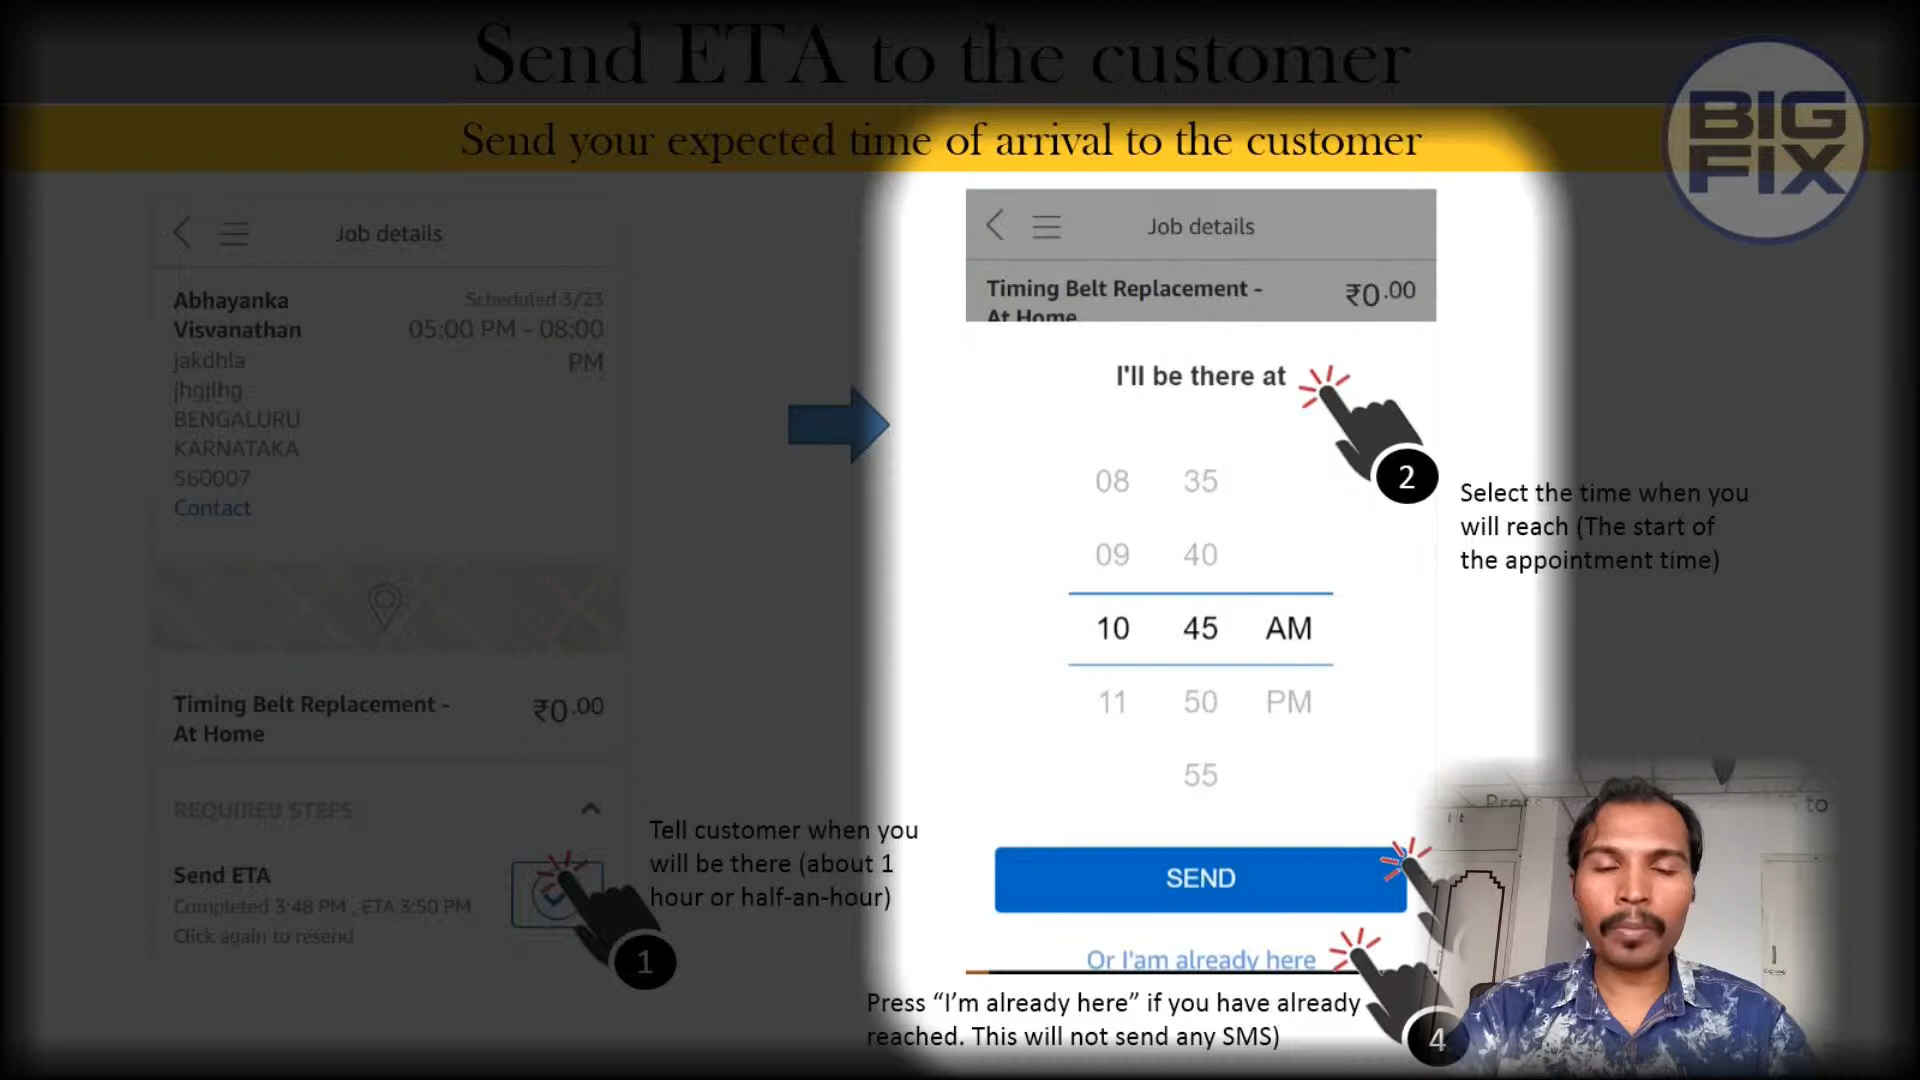 Send ETA to the customer
Send your expected time of arrival to the customer
BIG
FIX
Job details
Abhayanka
Visvanathan
Scheduled 3/23
05:00 PM - 08:00
PM
jakdhla
jhgjlhg
BENGALURU
KARNATAKA
560007
Contact
Timing Belt Replacement -
At Home
₹0.00
REQUIRED STEPS
Send ETA
Completed 3:48 PM , ETA 3:50 PM
Click again to resend
1
Tell customer when you
will be there (about 1
hour or half-an-hour)
Job details
Timing Belt Replacement -
At Home
₹0.00
I'll be there at
08 35
09 40
10 45 AM
11 50 PM
55
2
Select the time when you
will reach (The start of
the appointment time)
SEND
Or I'am already here
Press “I’m already here” if you have already
reached. This will not send any SMS)
4
to